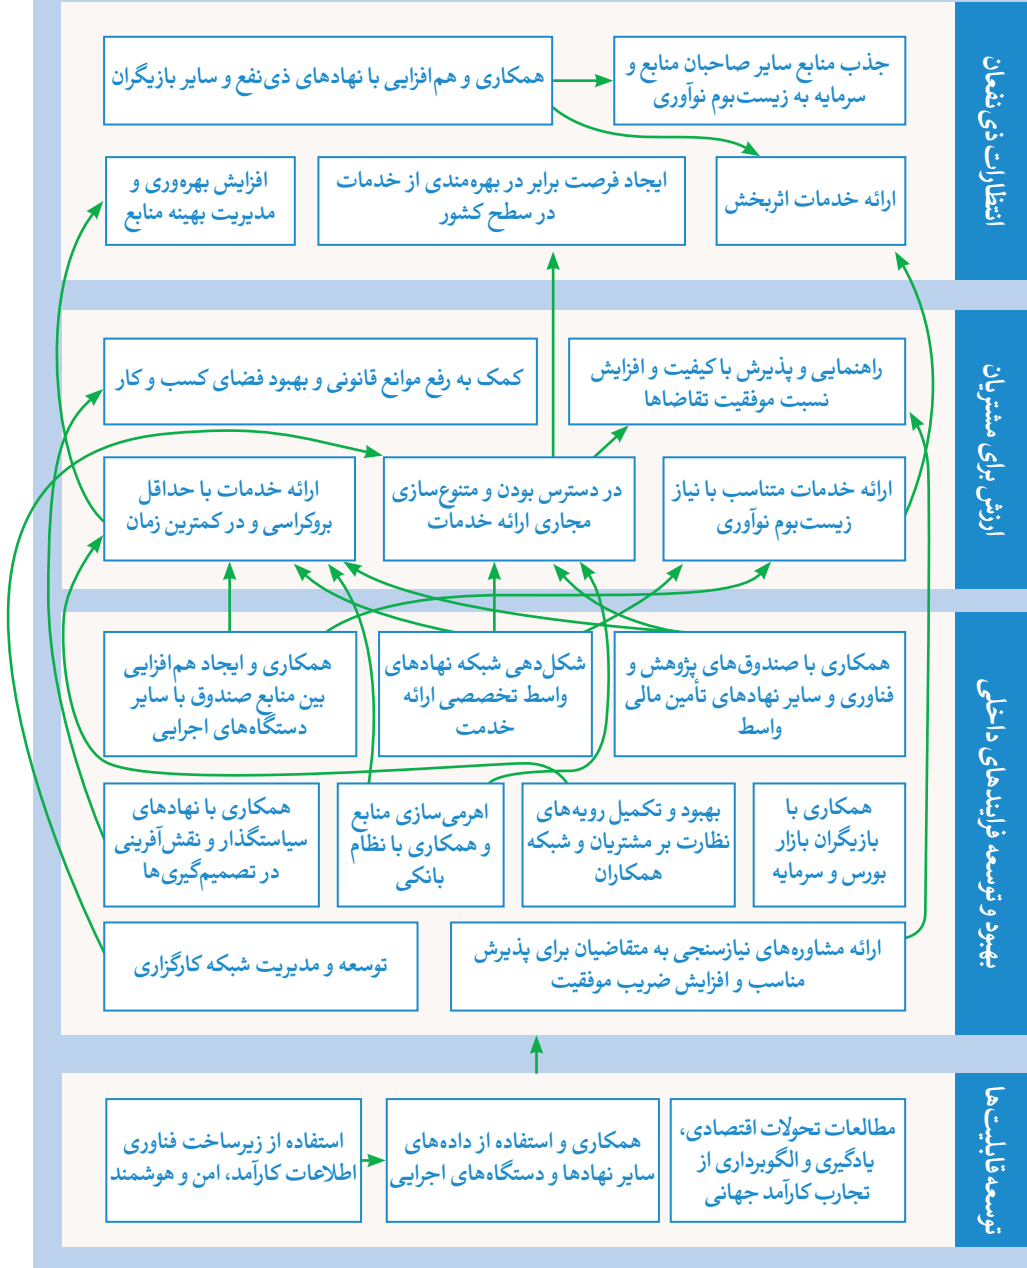 انتظارات ذی‌نفعان
جذب منابع سایر صاحبان منابع و
سرمایه به زیست‌بوم نوآوری
همکاری و هم‌افزایی با نهادهای ذی‌نفع و سایر بازیگران
ارائه خدمات اثربخش
ایجاد فرصت برابر در بهره‌مندی از خدمات
در سطح کشور
افزایش بهره‌وری و
مدیریت بهینه منابع
ارزش برای مشتریان
راهنمایی و پذیرش با کیفیت و افزایش
نسبت موفقیت تقاضاها
کمک به رفع موانع قانونی و بهبود فضای کسب و کار
ارائه خدمات متناسب با نیاز
زیست‌بوم نوآوری
در دسترس بودن و متنوع‌سازی
مجاری ارائه خدمات
ارائه خدمات با حداقل
بروکراسی و در کمترین زمان
بهبود و توسعه فرایندهای داخلی
همکاری با صندوق‌های پژوهش و
فناوری و سایر نهادهای تأمین مالی
واسط
شکل‌دهی شبکه نهادهای
واسط تخصصی ارائه
خدمت
همکاری و ایجاد هم‌افزایی
بین منابع صندوق با سایر
دستگاه‌های اجرایی
همکاری با
بازیگران بازار
بورس و سرمایه
بهبود و تکمیل رویه‌های
نظارت بر مشتریان و شبکه
همکاران
اهرمی‌سازی منابع
و همکاری با نظام
بانکی
همکاری با نهادهای
سیاستگذار و نقش‌آفرینی
در تصمیم‌گیری‌ها
ارائه مشاوره‌های نیازسنجی به متقاضیان برای پذیرش
مناسب و افزایش ضریب موفقیت
توسعه و مدیریت شبکه کارگزاری
توسعه قابلیت‌ها
مطالعات تحولات اقتصادی،
یادگیری و الگوبرداری از
تجارب کارآمد جهانی
همکاری و استفاده از داده‌های
سایر نهادها و دستگاه‌های اجرایی
استفاده از زیرساخت فناوری
اطلاعات کارآمد، امن و هوشمند